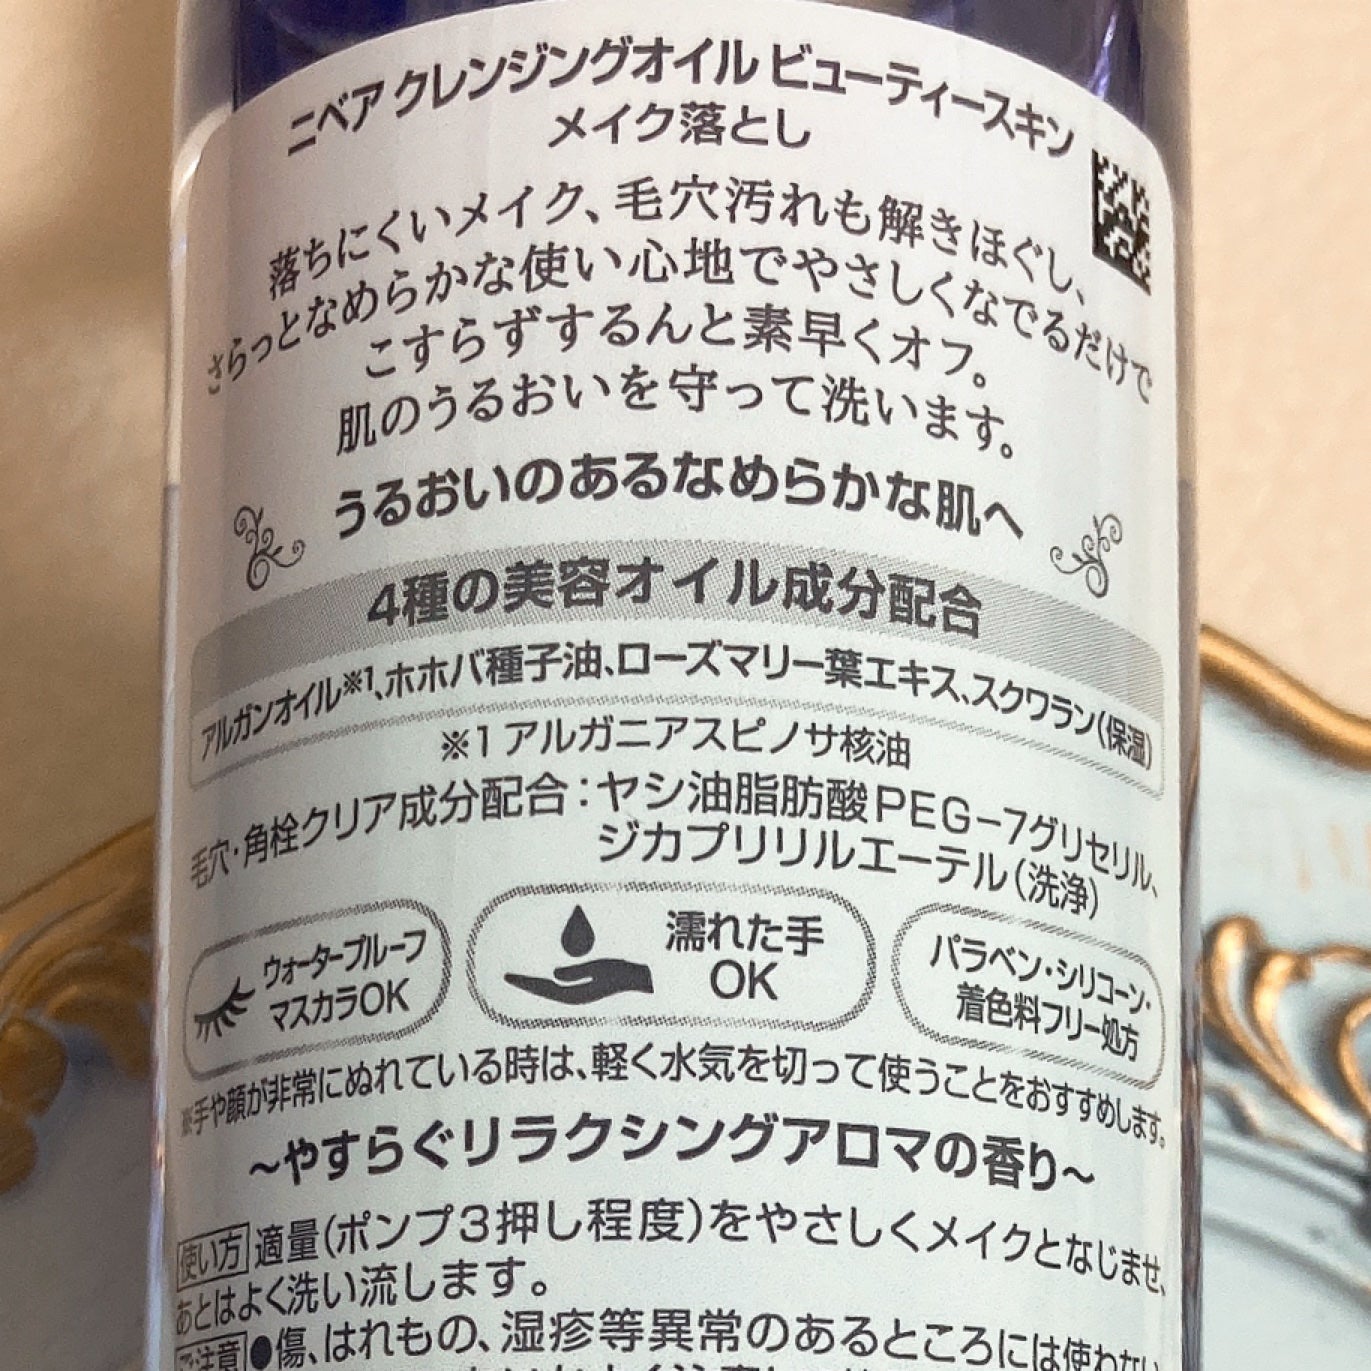 ニベア クレンジングオイル ビューティースキン
メイク落とし
落ちにくいメイク、毛穴汚れも解きほぐし、
さらっとなめらかな使い心地でやさしくなでるだけで
こすらずするんと素早くオフ。
肌のうるおいを守って洗います。
うるおいのあるなめらかな肌へ
4種の美容オイル成分配合
アルガンオイル※1、ホホバ種子油、ローズマリー葉エキス、スクワラン(保湿)
※1 アルガニアスピノサ核油
毛穴・角栓クリア成分配合:ヤシ油脂肪酸PEG-7グリセリル、
ジカプリリルエーテル(洗浄)
ウォータープルーフ
マスカラOK
濡れた手
OK
パラベン・シリコーン・
着色料フリー処方
※手や顔が非常にぬれている時は、軽く水気を切って使うことをおすすめします。
~やすらぐリラクシングアロマの香り~
使い方 適量(ポンプ3押し程度)をやさしくメイクとなじませ、
あとはよく洗い流します。
ご注意 ●傷、はれもの、湿疹等異常のあるところには使わない